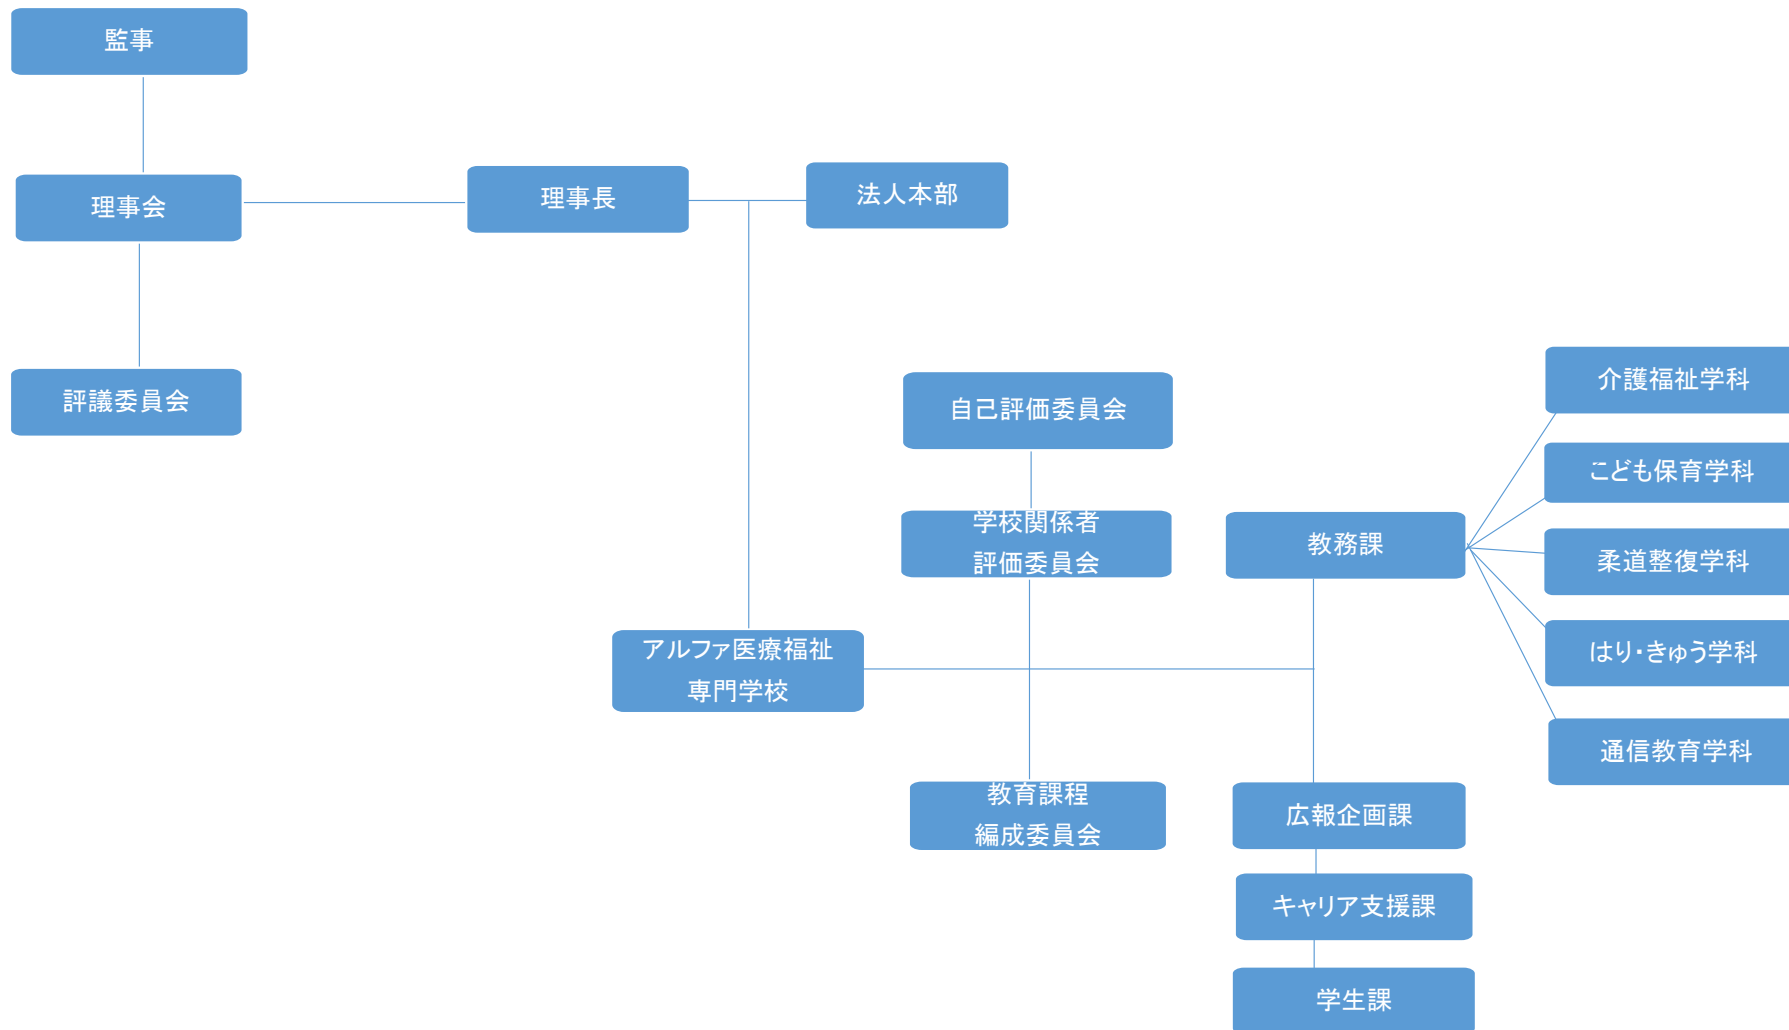 監事
理事会
理事長
法人本部
評議委員会
自己評価委員会
学校関係者
評価委員会
アルファ医療福祉
専門学校
教育課程
編成委員会
教務課
広報企画課
キャリア支援課
学生課
介護福祉学科
こども保育学科
柔道整復学科
はり・きゅう学科
通信教育学科